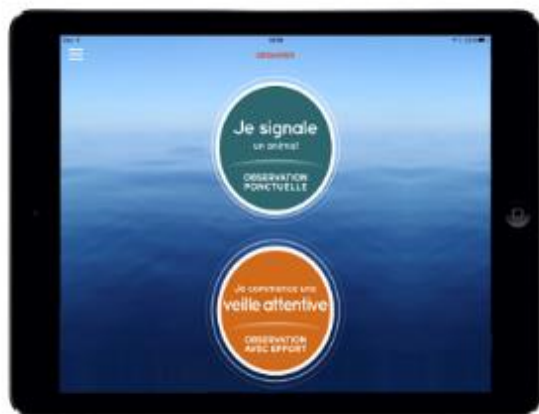 Je signale
un animal
OBSERVATION
PONCTUELLE
Je commence une
veille attentive
OBSERVATION
AVEC EFFORT